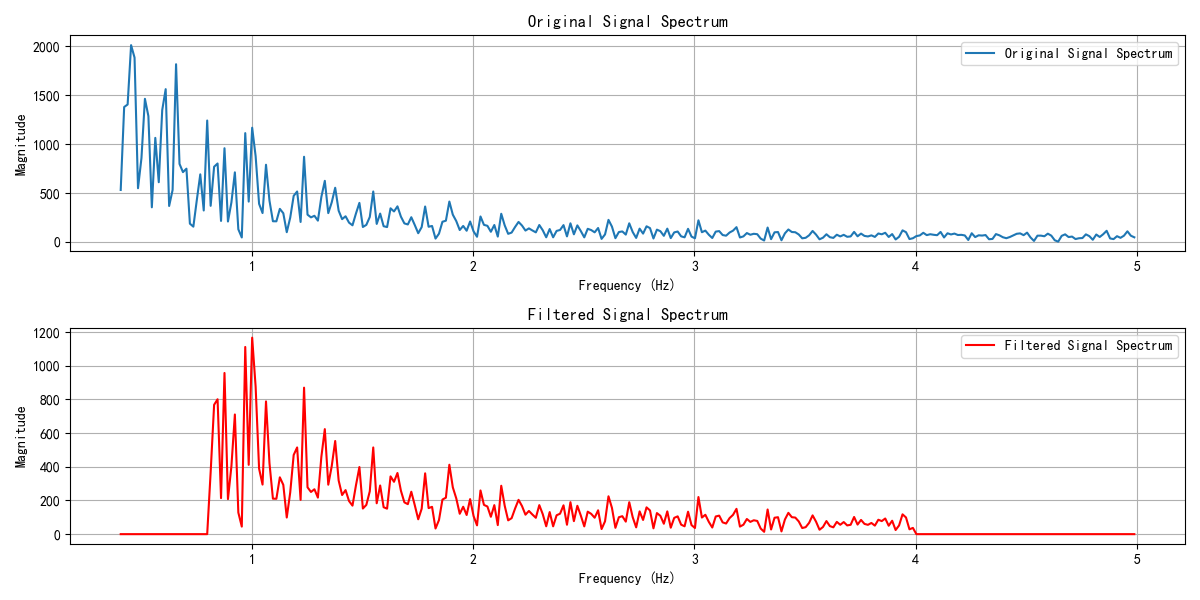 Original Signal Spectrum
2000
1500
1000
500
0
Magnitude
Original Signal Spectrum
1 2 3 4 5
Frequency (Hz)
Filtered Signal Spectrum
1200
1000
800
600
400
200
0
Magnitude
Filtered Signal Spectrum
1 2 3 4 5
Frequency (Hz)